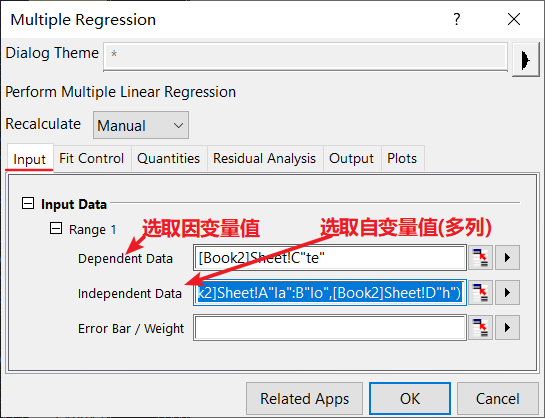 Multiple Regression
?
Dialog Theme *
Perform Multiple Linear Regression
Recalculate Manual
Input Fit Control Quantities Residual Analysis Output Plots
Input Data
Range 1 选取因变量值 选取自变量值(多列)
Dependent Data [Book2]Sheet!C"te"
Independent Data k2]Sheet!A"la":B"lo",[Book2]Sheet!D"h")
Error Bar / Weight
Related Apps OK Cancel